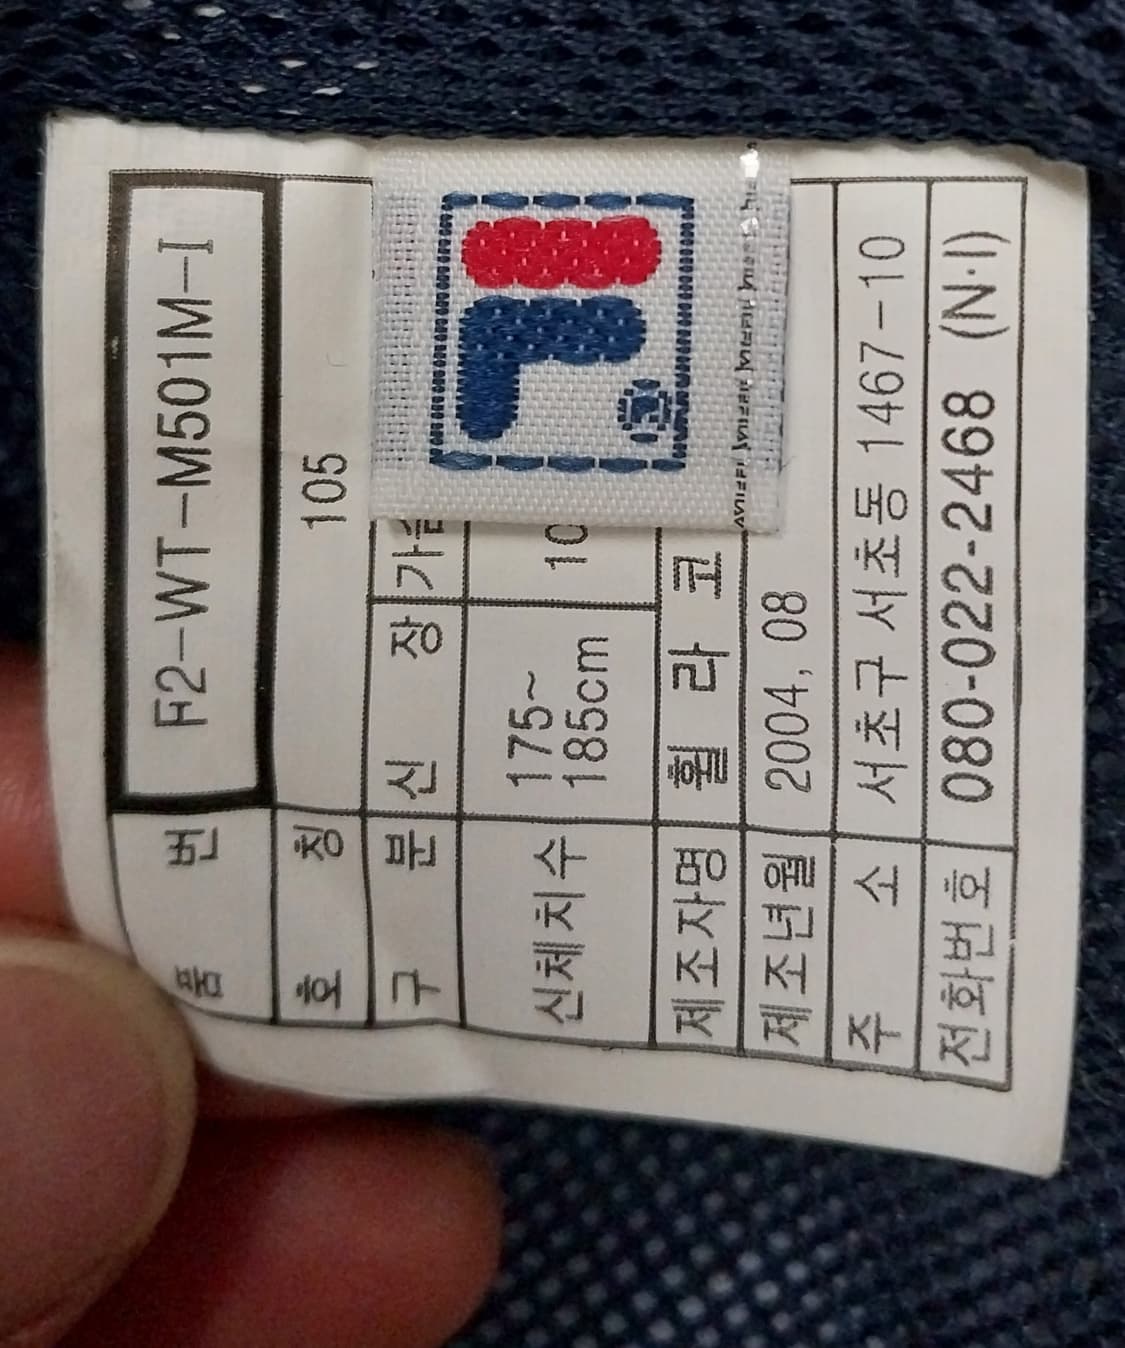 품 번 F2-WT-M501M-I
호 칭 105
구 분 신 장 가슴
신체치수 175~
185cm 10
제조자명 휠 라 코
제조년월 2004, 08
주 소 서초구 서초동 1467-10
전화번호 080-022-2468 (N·I)